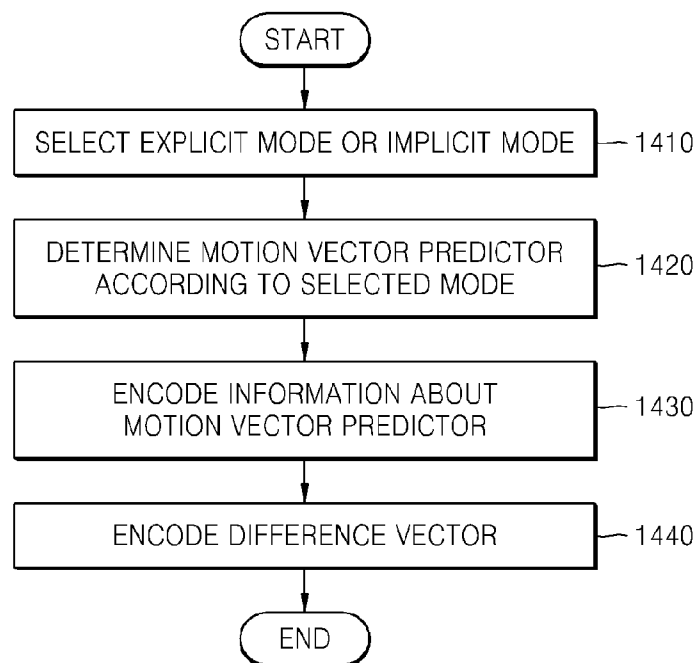 START
SELECT EXPLICIT MODE OR IMPLICIT MODE
1410
DETERMINE MOTION VECTOR PREDICTOR
ACCORDING TO SELECTED MODE
1420
ENCODE INFORMATION ABOUT
MOTION VECTOR PREDICTOR
1430
ENCODE DIFFERENCE VECTOR
1440
END